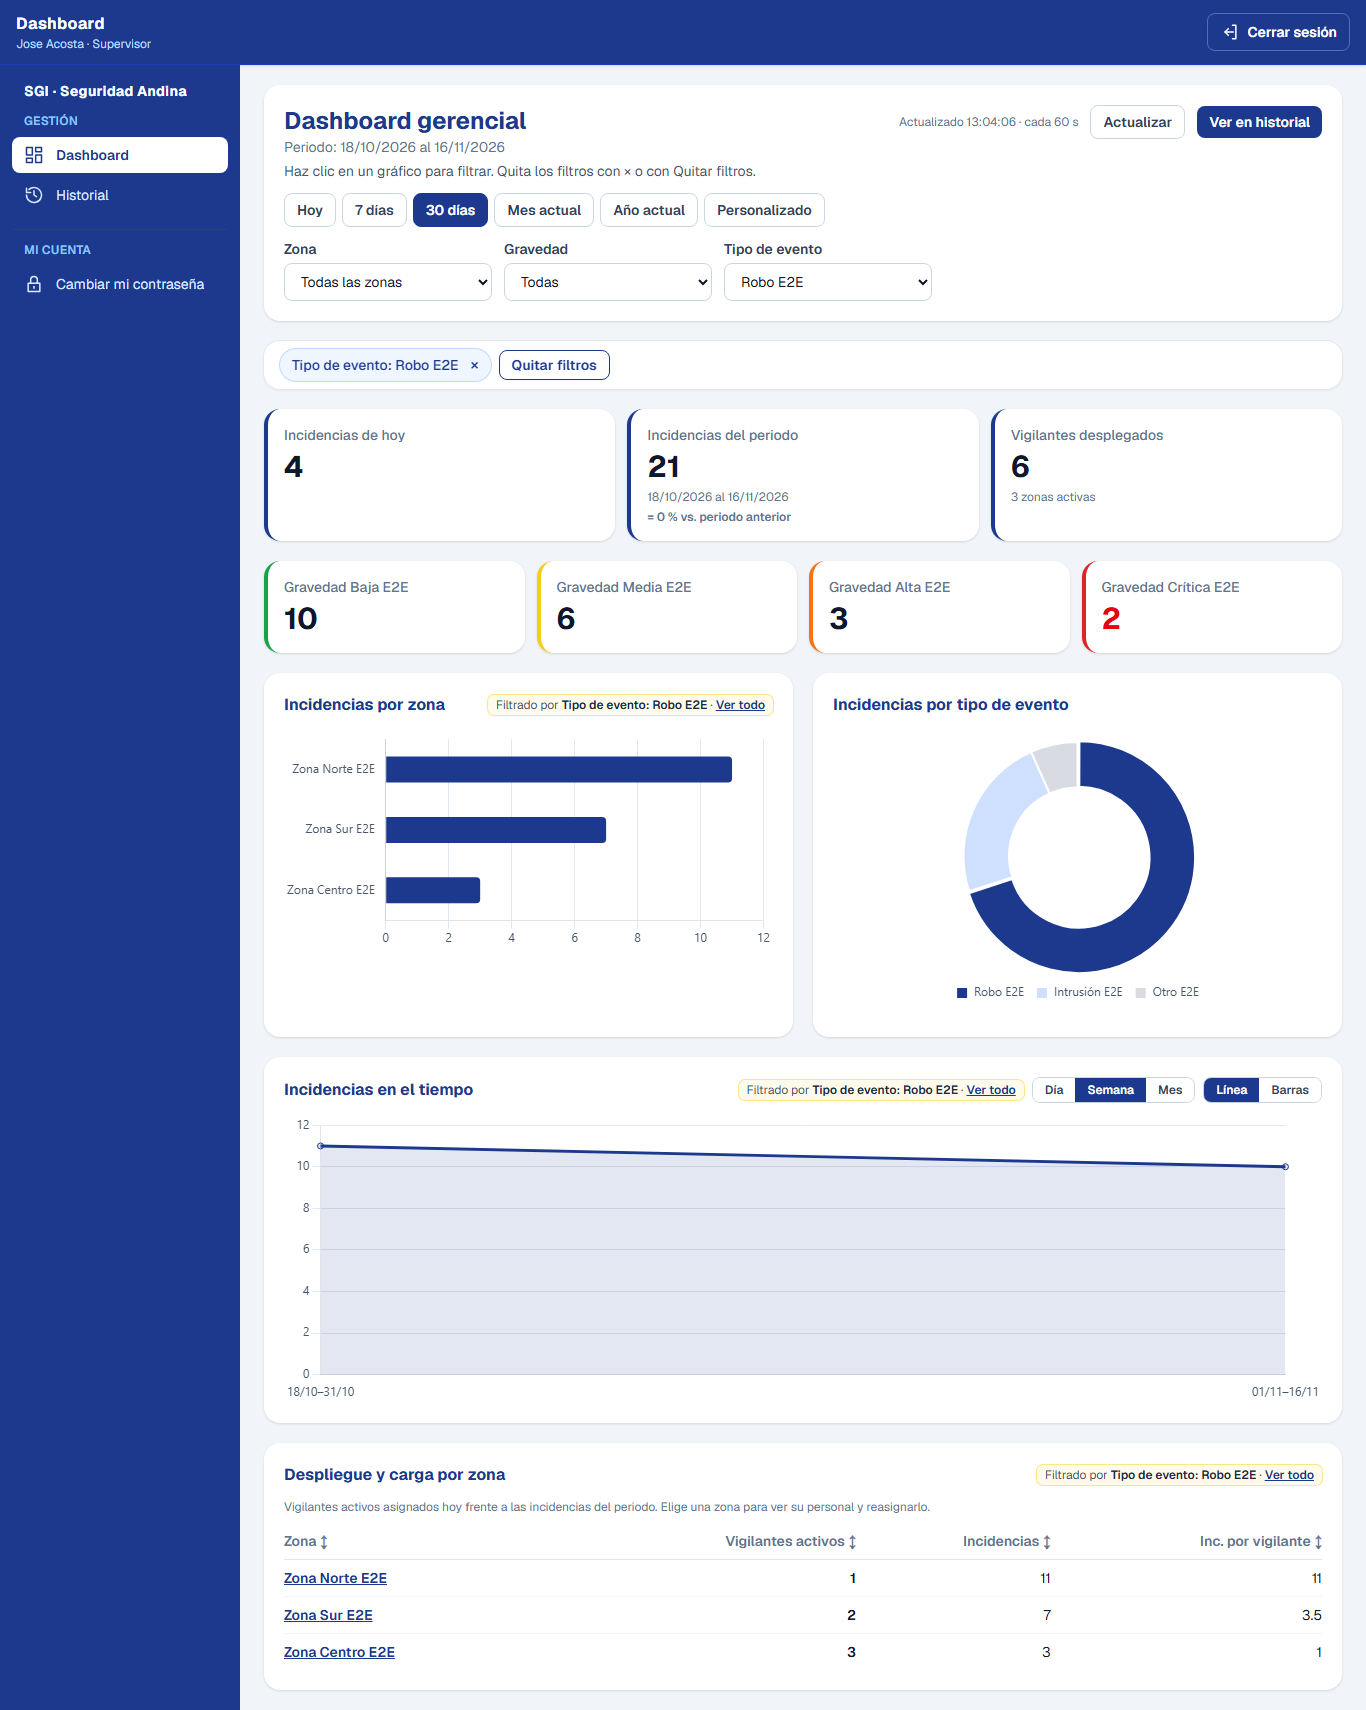 Dashboard
Jose Acosta · Supervisor
Cerrar sesión
SGI · Seguridad Andina
GESTIÓN
Dashboard
Historial
MI CUENTA
Cambiar mi contraseña
Dashboard gerencial
Actualizado 13:04:06 · cada 60 s
Actualizar
Ver en historial
Periodo: 18/10/2026 al 16/11/2026
Haz clic en un gráfico para filtrar. Quita los filtros con × o con Quitar filtros.
Hoy
7 días
30 días
Mes actual
Año actual
Personalizado
Zona
Gravedad
Tipo de evento
Todas las zonas
Todas
Robo E2E
Tipo de evento: Robo E2E ×
Quitar filtros
Incidencias de hoy
4
Incidencias del periodo
21
18/10/2026 al 16/11/2026
= 0 % vs. periodo anterior
Vigilantes desplegados
6
3 zonas activas
Gravedad Baja E2E
10
Gravedad Media E2E
6
Gravedad Alta E2E
3
Gravedad Crítica E2E
2
Incidencias por zona
Filtrado por Tipo de evento: Robo E2E · Ver todo
Zona Norte E2E
Zona Sur E2E
Zona Centro E2E
0 2 4 6 8 10 12
Incidencias por tipo de evento
Robo E2E Intrusión E2E Otro E2E
Incidencias en el tiempo
Filtrado por Tipo de evento: Robo E2E · Ver todo
Día Semana Mes
Línea Barras
12
10
8
6
4
2
0
18/10–31/10
01/11–16/11
Despliegue y carga por zona
Filtrado por Tipo de evento: Robo E2E · Ver todo
Vigilantes activos asignados hoy frente a las incidencias del periodo. Elige una zona para ver su personal y reasignarlo.
Zona ↕ Vigilantes activos ↕ Incidencias ↕ Inc. por vigilante ↕
Zona Norte E2E 1 11 11
Zona Sur E2E 2 7 3.5
Zona Centro E2E 3 3 1